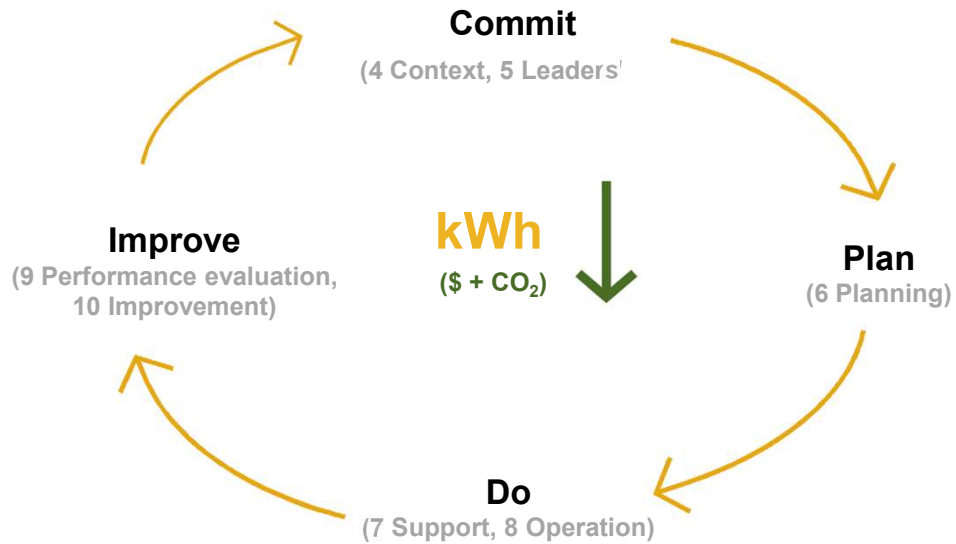 Commit
(4 Context, 5 Leaders
kWh
($ + CO₂)
Improve
(9 Performance evaluation,
10 Improvement)
Plan
(6 Planning)
Do
(7 Support, 8 Operation)